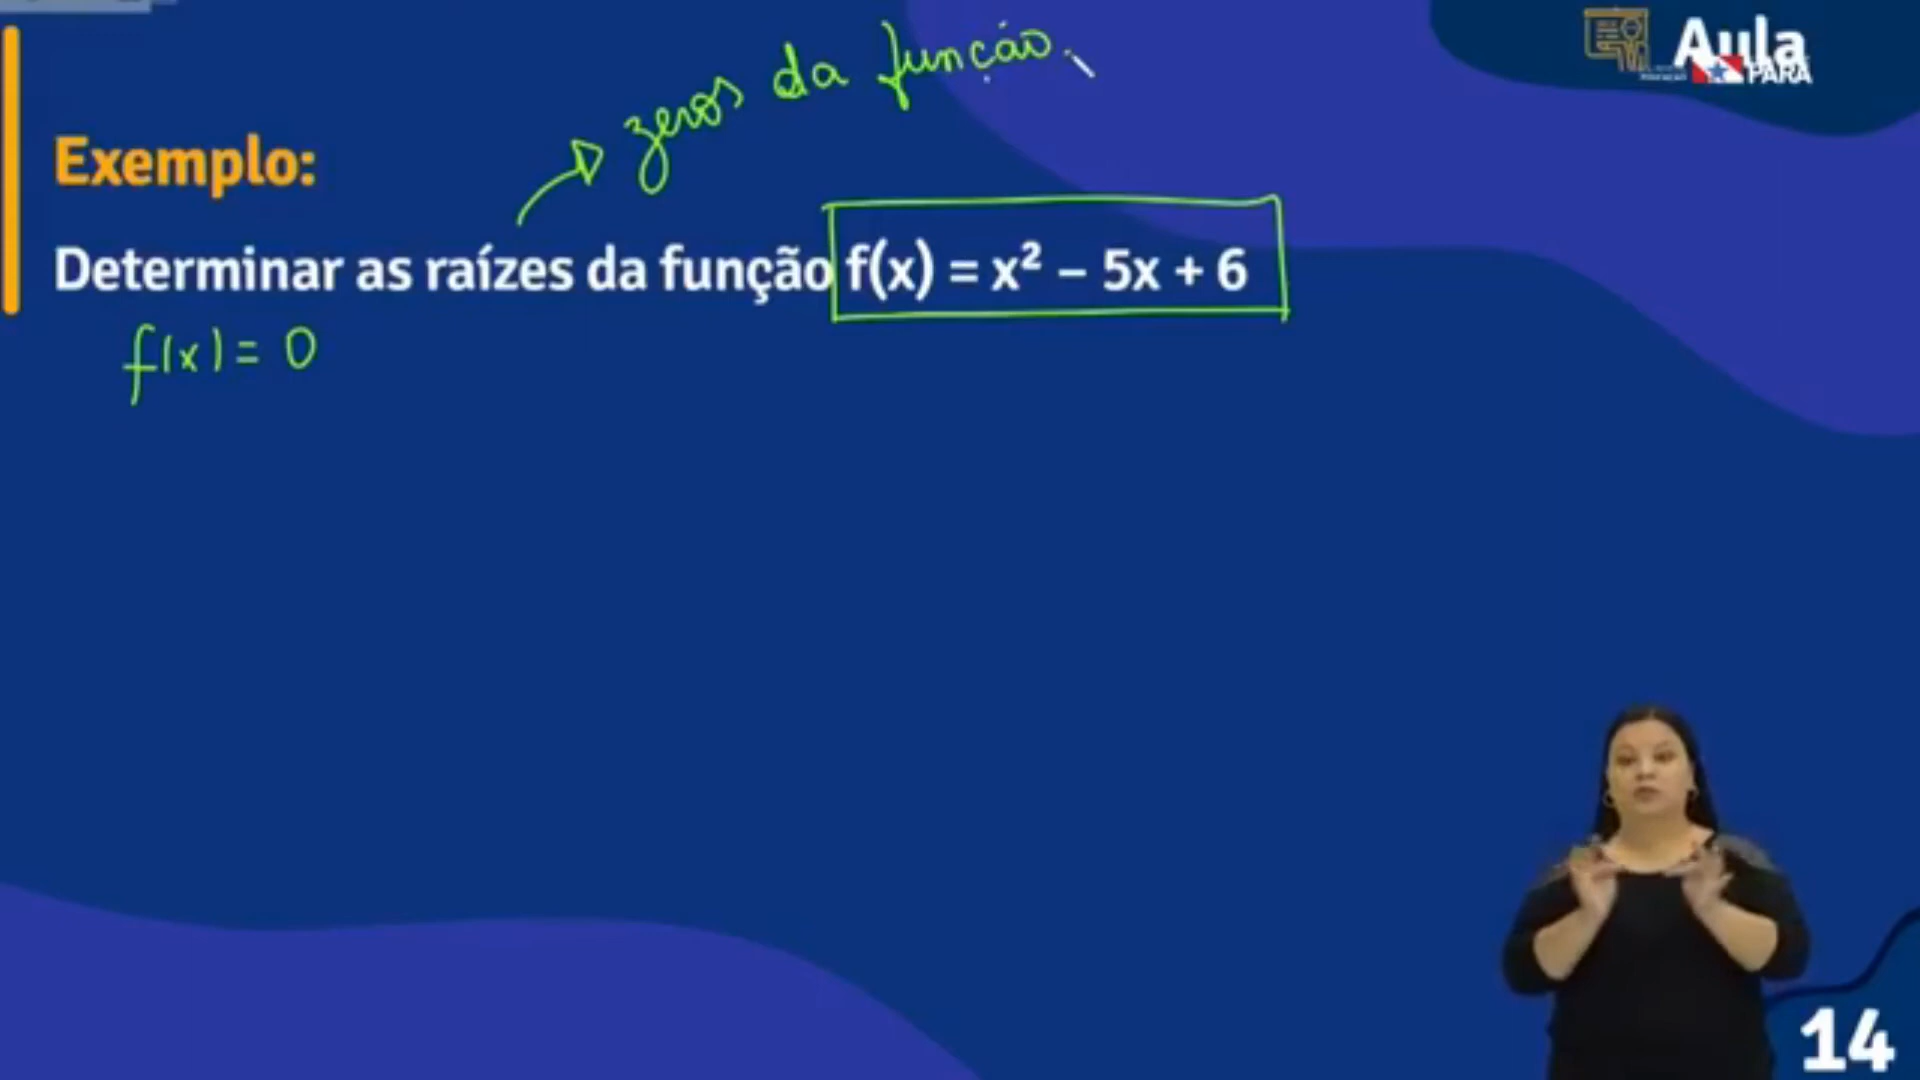 zeros da função.
Aula
PARÁ
Exemplo:
Determinar as raízes da função f(x) = x² – 5x + 6
f(x) = 0
14